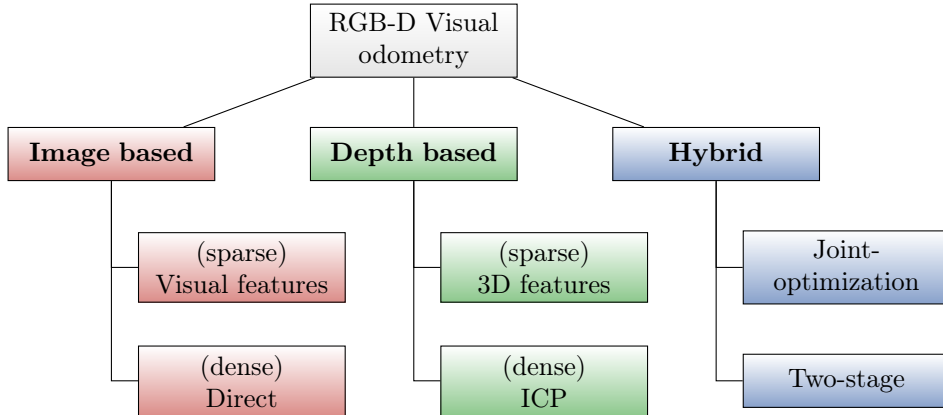 RGB-D Visual
odometry
Image based
Depth based
Hybrid
(sparse)
Visual features
(sparse)
3D features
Joint-
optimization
(dense)
Direct
(dense)
ICP
Two-stage